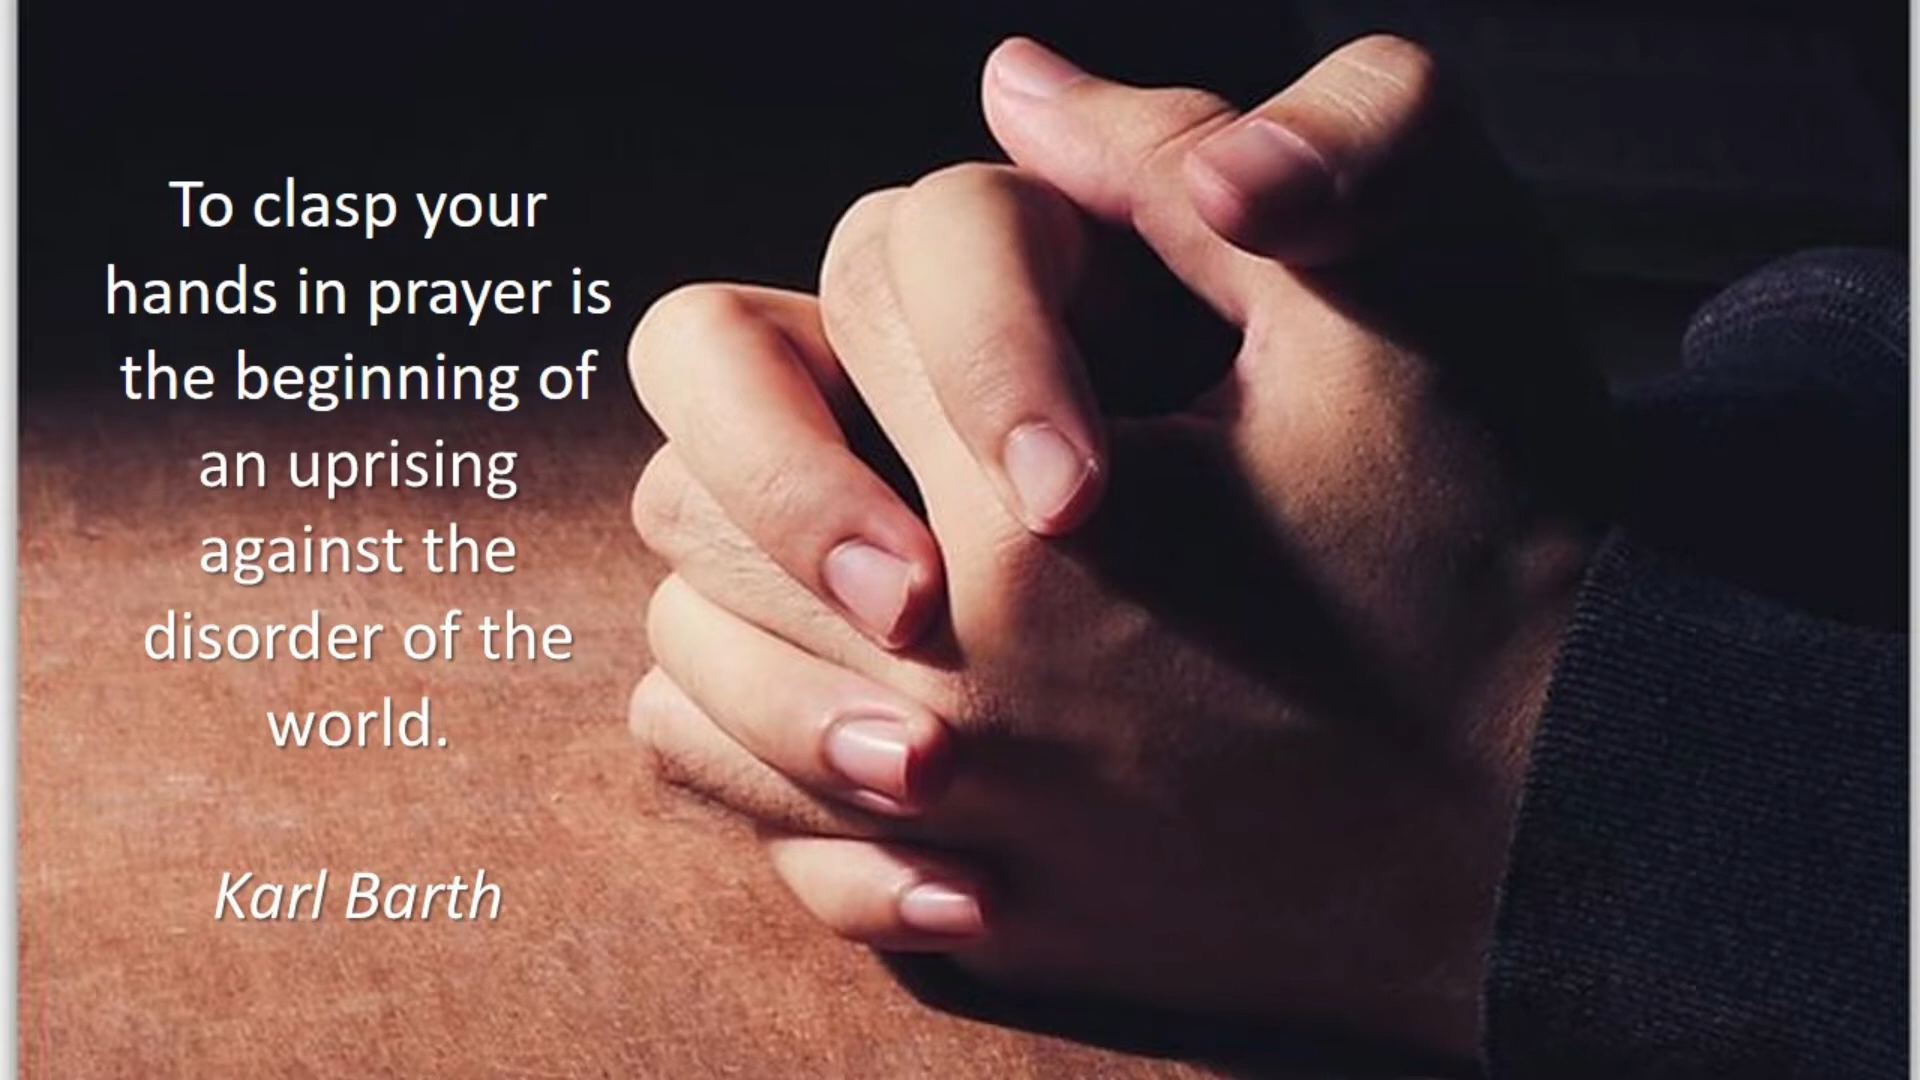 To clasp your
hands in prayer is
the beginning of
an uprising
against the
disorder of the
world.
Karl Barth